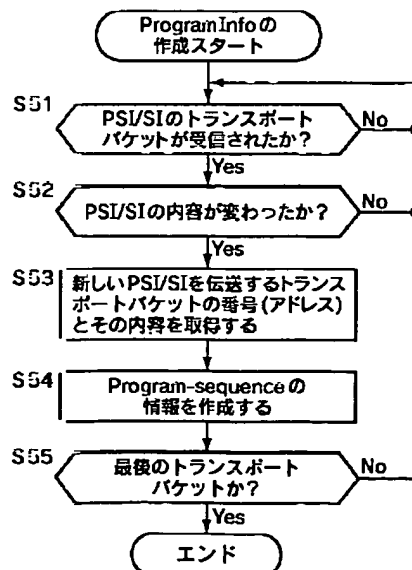 ProgramInfoの
作成スタート
S51
PSI/SIのトランスポート
パケットが受信されたか?
No
Yes
S52
PSI/SIの内容が変わったか?
No
Yes
S53
新しいPSI/SIを伝送するトランス
ポートパケットの番号(アドレス)
とその内容を取得する
S54
Program-sequenceの
情報を作成する
S55
最後のトランスポート
パケットか?
No
Yes
エンド